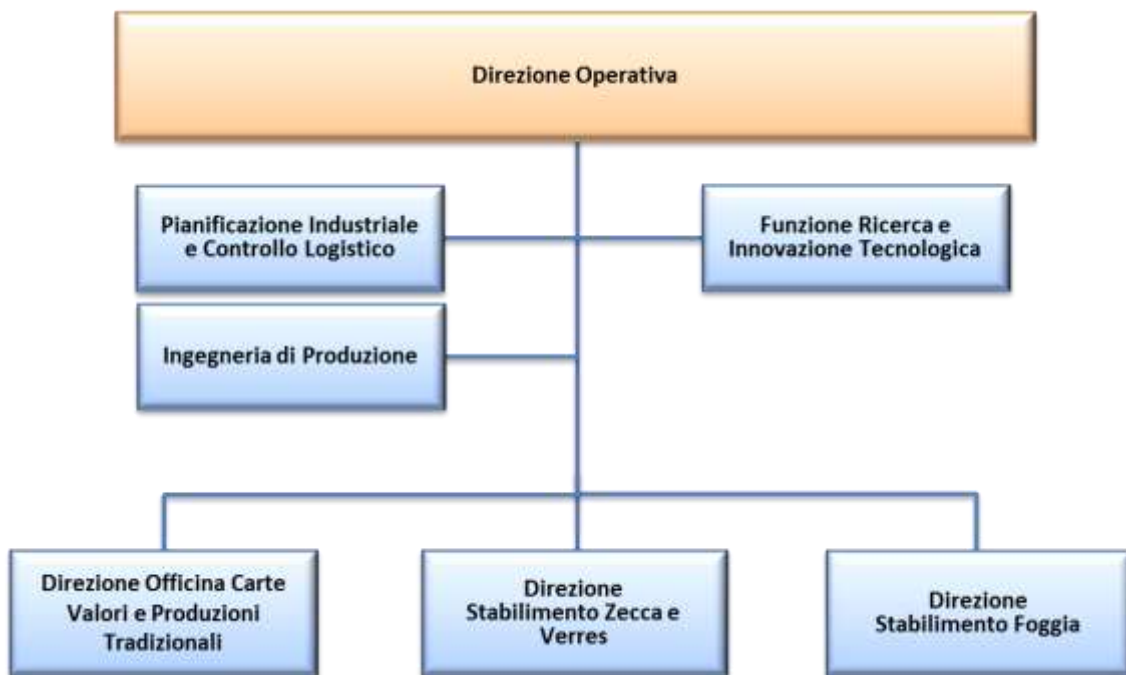 Direzione Operativa
Pianificazione Industriale
e Controllo Logistico
Funzione Ricerca e
Innovazione Tecnologica
Ingegneria di Produzione
Direzione Officina Carte
Valori e Produzioni
Tradizionali
Direzione
Stabilimento Zecca e
Verres
Direzione
Stabilimento Foggia